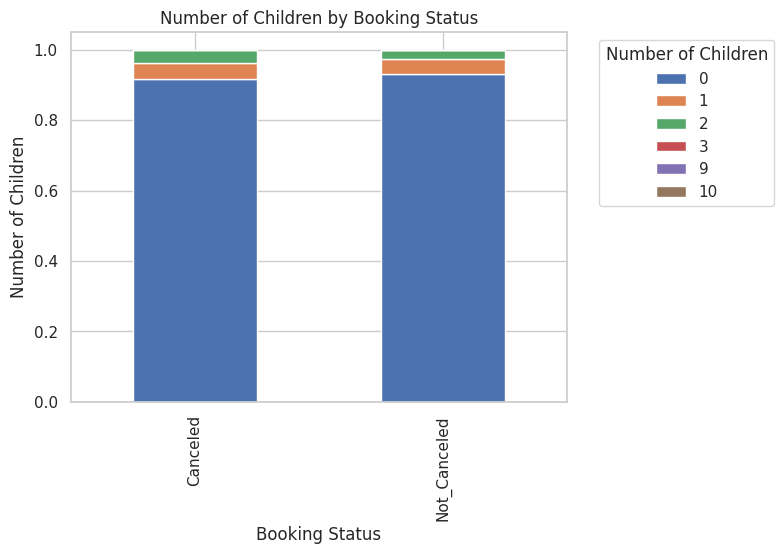 Number of Children by Booking Status
Number of Children
1.0
0.8
0.6
0.4
0.2
0.0
Canceled
Not_Canceled
Booking Status
Number of Children
0
1
2
3
9
10